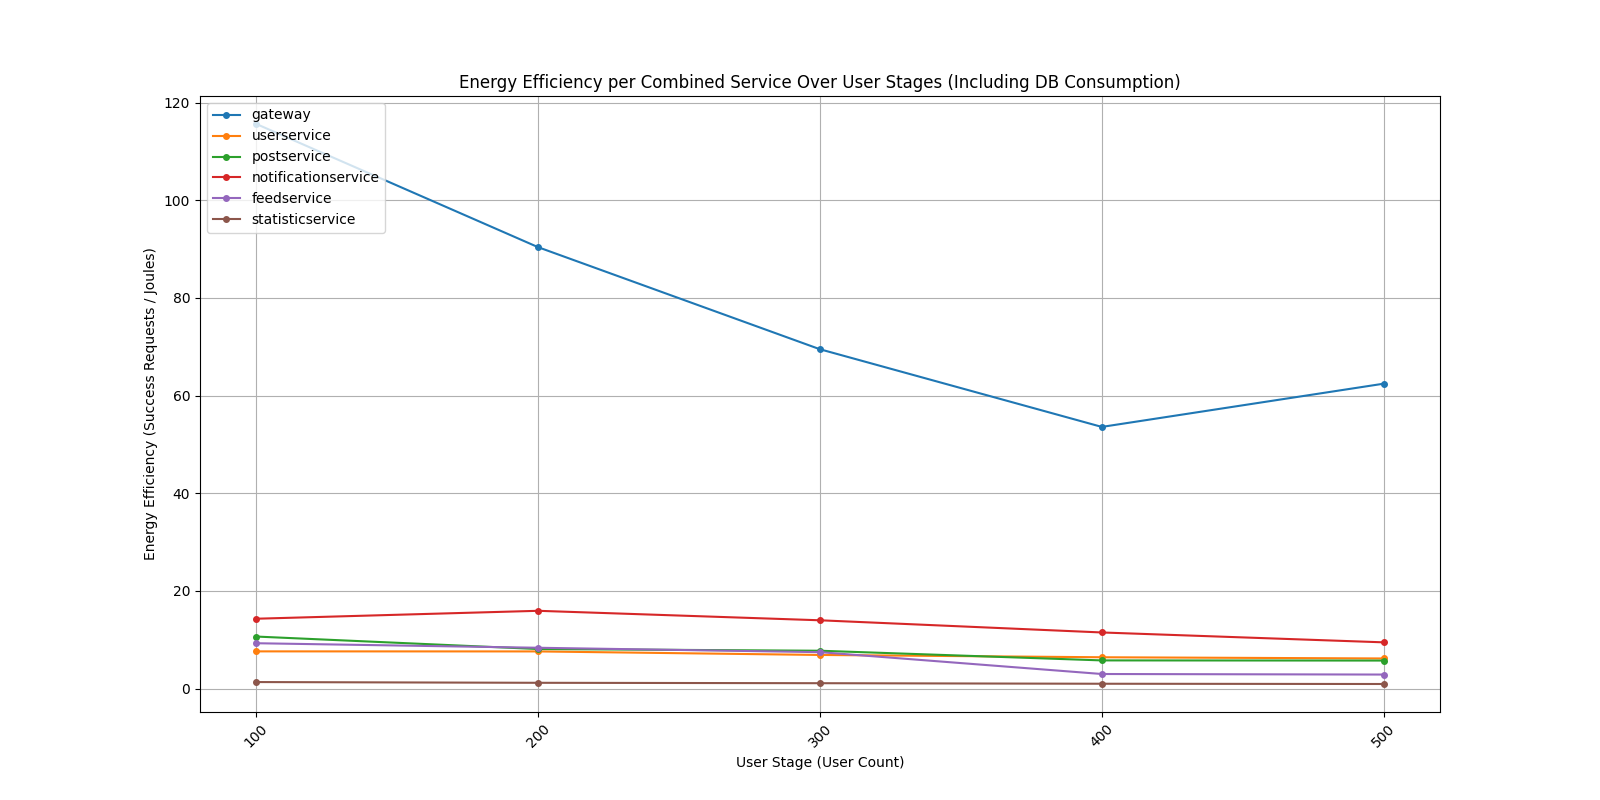 Energy Efficiency per Combined Service Over User Stages (Including DB Consumption)
120
100
80
60
40
20
0
Energy Efficiency (Success Requests / Joules)
gateway
userservice
postservice
notificationservice
feedservice
statisticservice
100
200
300
400
500
User Stage (User Count)